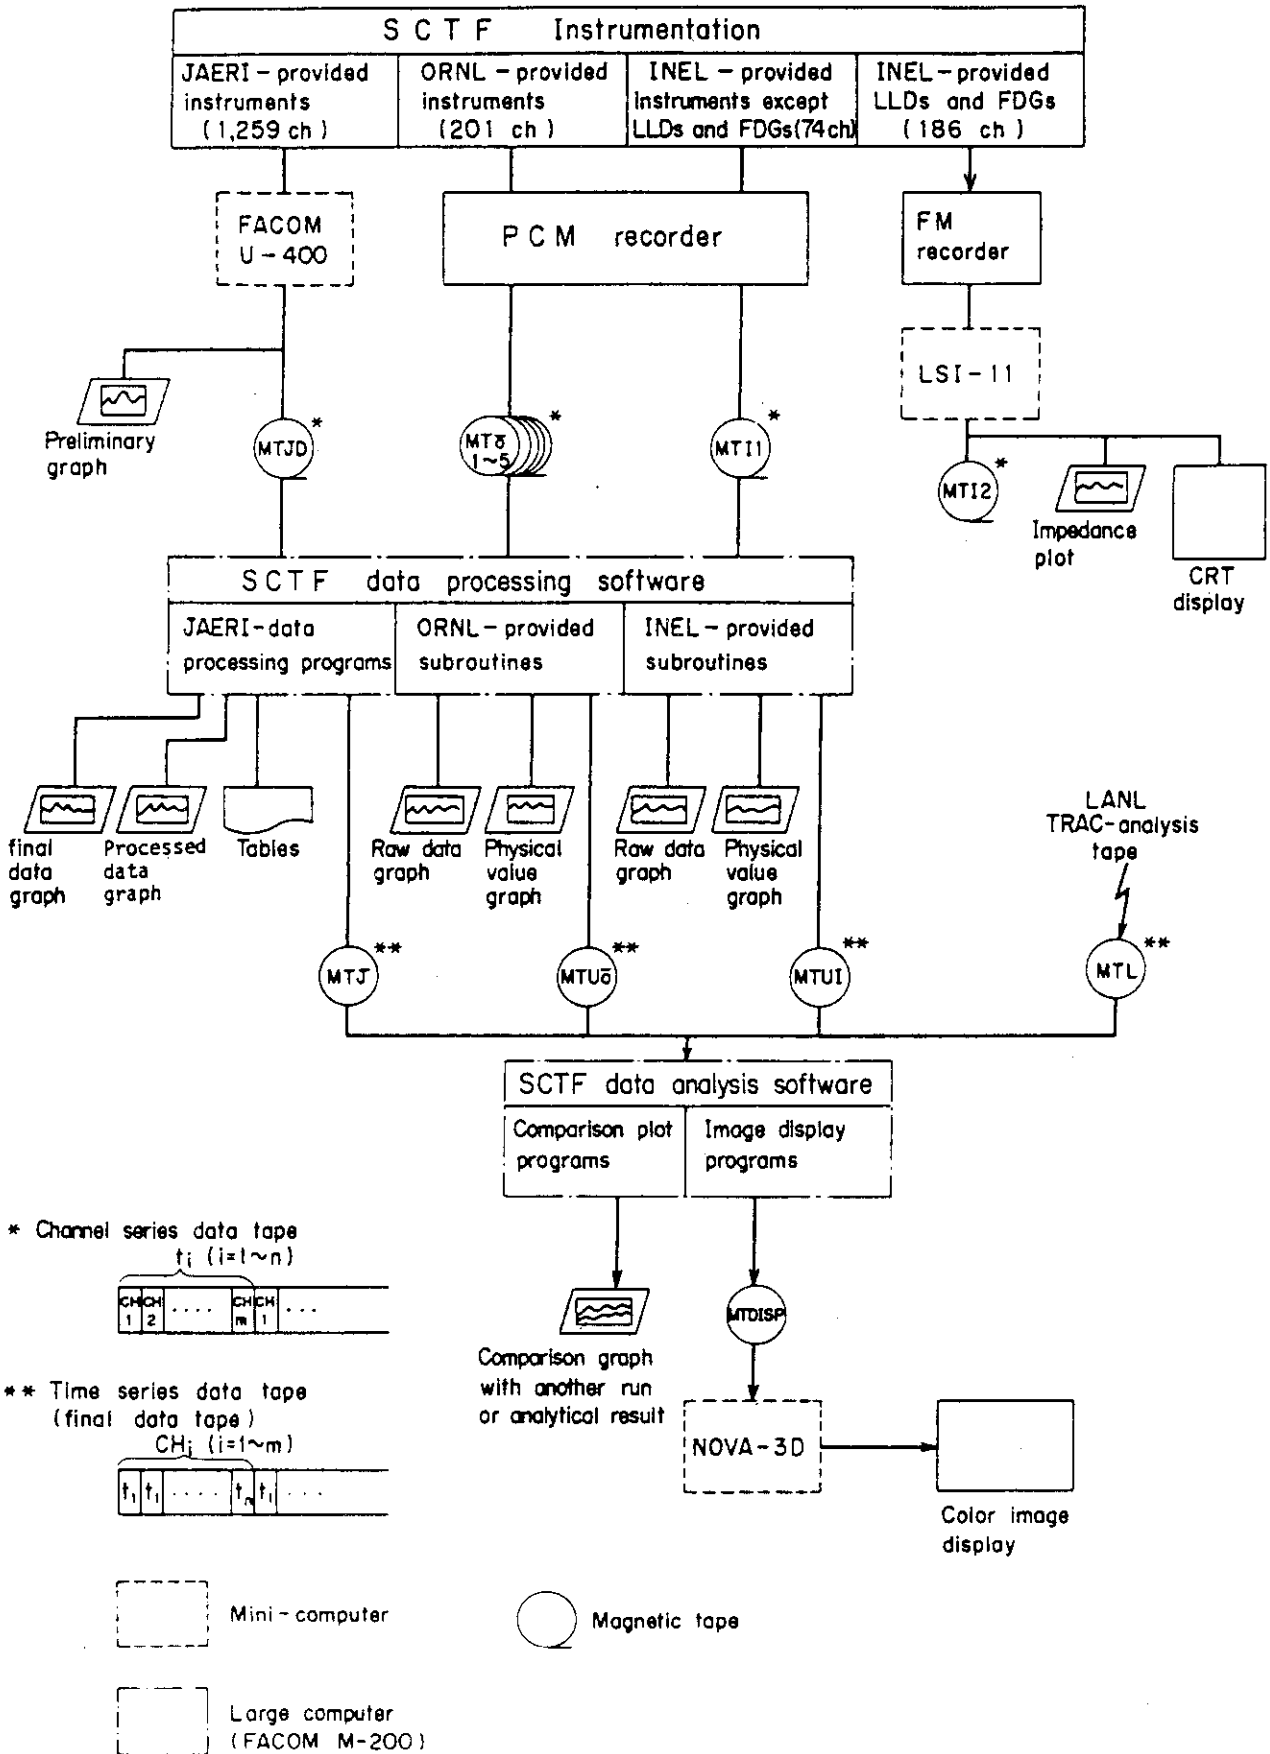 SCTF Instrumentation
JAERI-provided instruments (1,259 ch)
ORNL-provided instruments (201 ch)
INEL-provided Instruments except LLDs and FDGs(74ch)
INEL-provided LLDs and FDGs (186 ch)
FACOM U-400
PCM recorder
FM recorder
LSI-11
Preliminary graph
MTJD *
MTō 1~5 *
MTI1 *
MTI2 *
Impedance plot
CRT display
SCTF data processing software
JAERI-data processing programs
ORNL-provided subroutines
INEL-provided subroutines
final data graph
Processed data graph
Tables
Raw data graph
Physical value graph
Raw data graph
Physical value graph
LANL TRAC-analysis tape
MTJ **
MTUō **
MTUI **
MTL **
SCTF data analysis software
Comparison plot programs
Image display programs
* Channel series data tape
ti (i=1~n)
CH 1 CH 2 .... CH m CH 1 ...
MTDISP
Comparison graph with another run or analytical result
** Time series data tape (final data tape)
CHi (i=1~m)
t1 t1 .... tn t1 ...
NOVA-3D
Color image display
Mini-computer
Magnetic tape
Large computer (FACOM M-200)